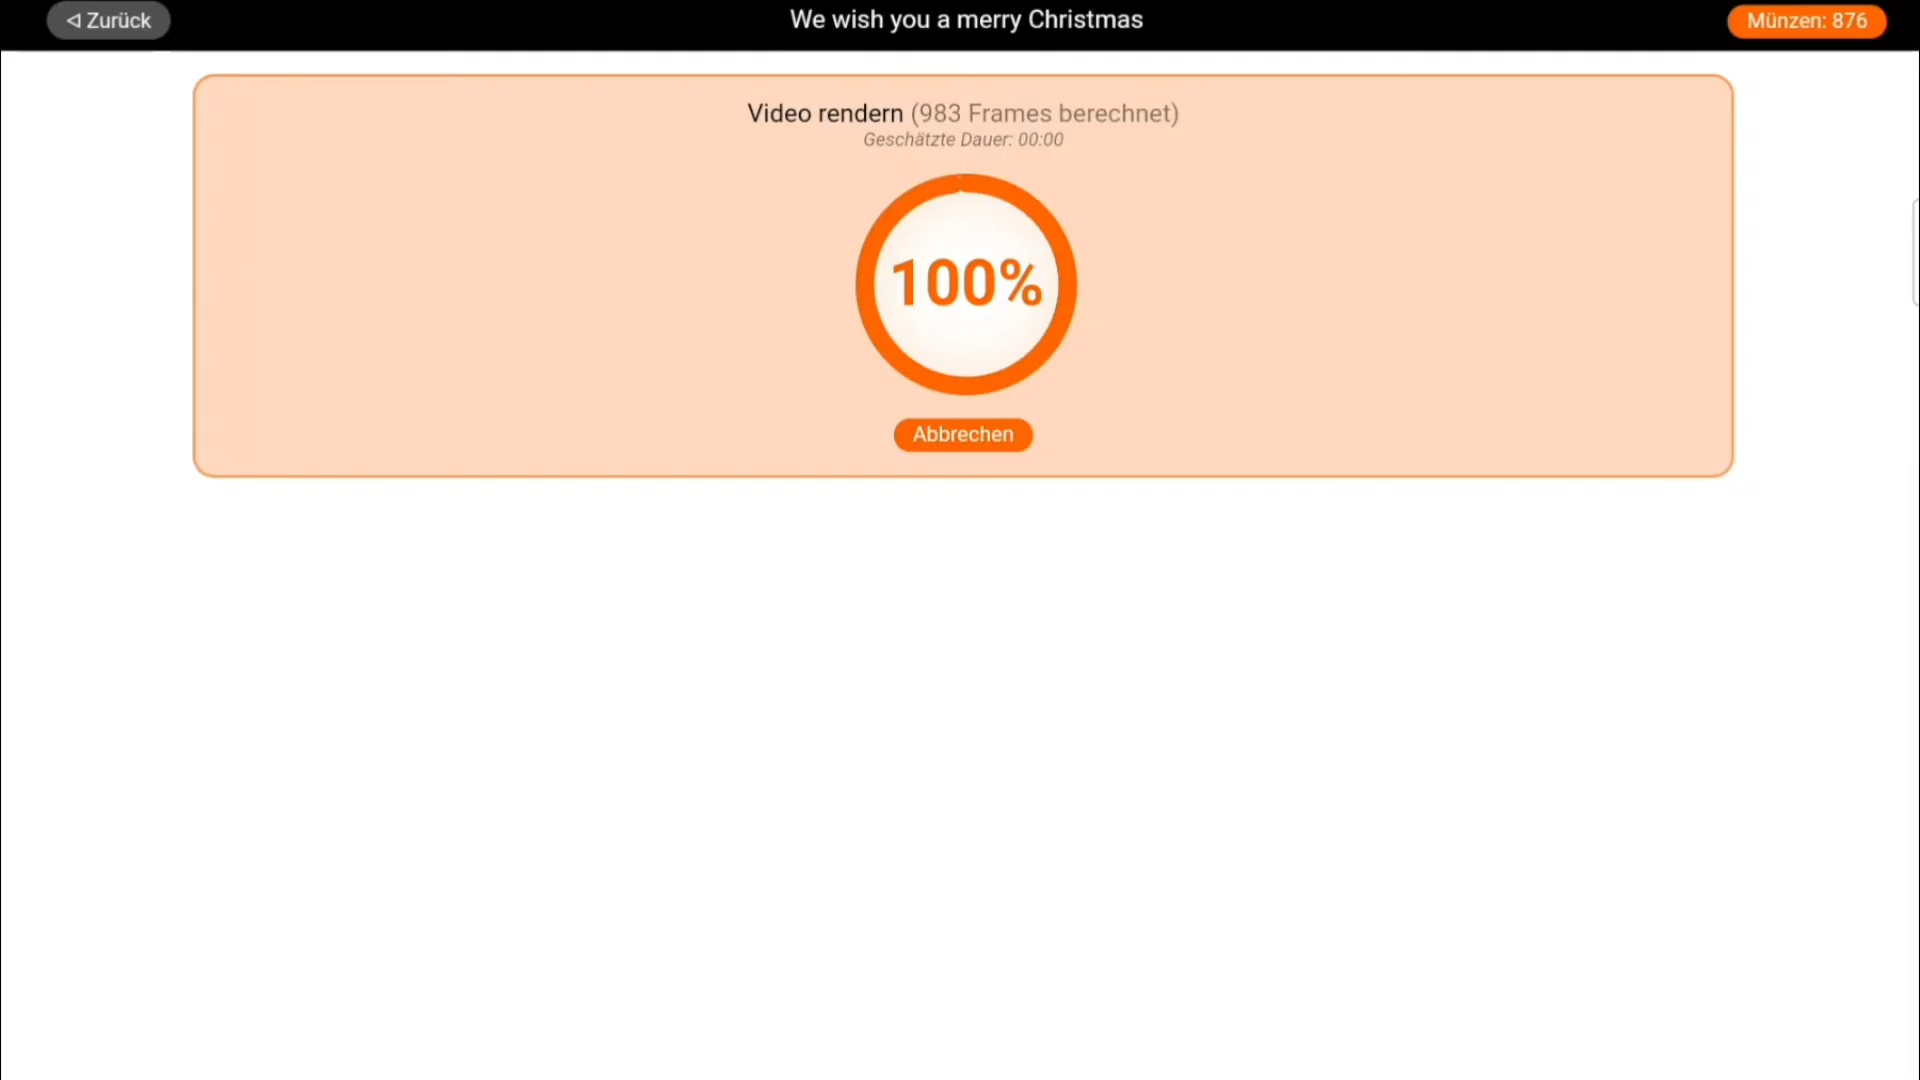 ◁ Zurück
We wish you a merry Christmas
Münzen: 876
Video rendern (983 Frames berechnet)
Geschätzte Dauer: 00:00
100%
Abbrechen